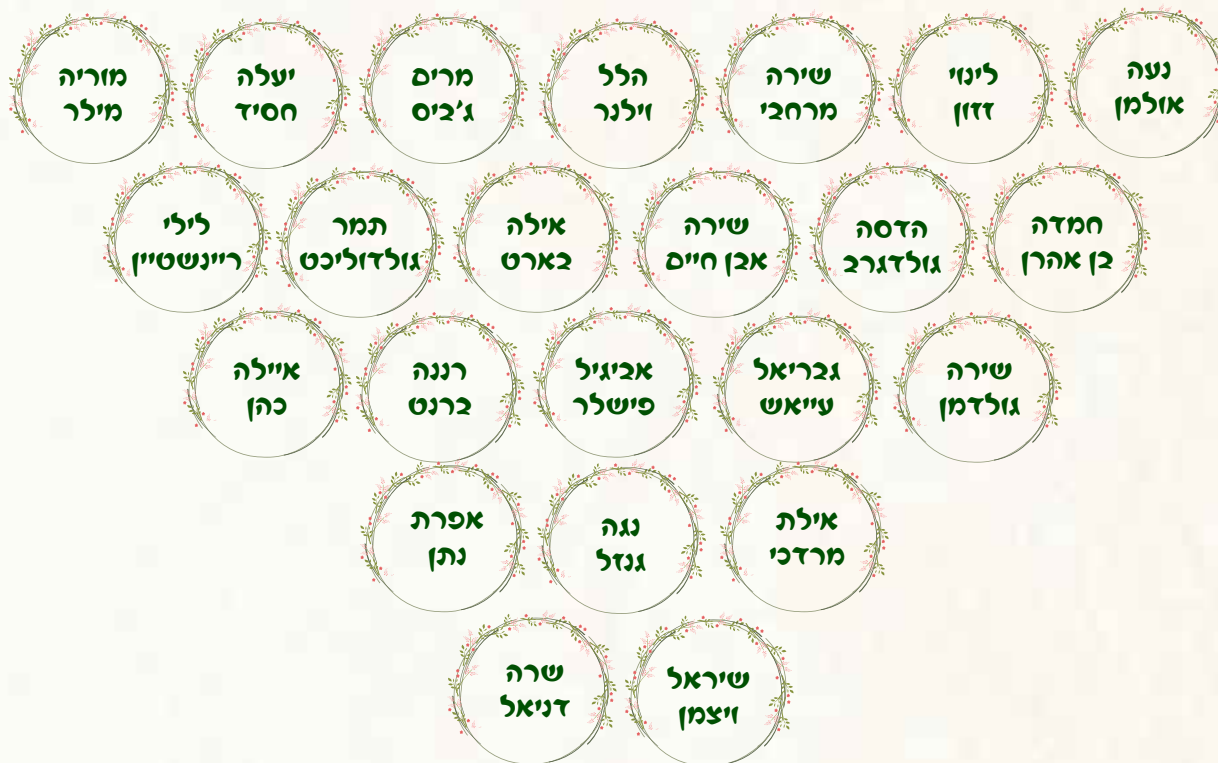 נעה
אולמן
לינוי
דדון
שירה
מרחבי
הלל
וילנר
מרים
ג'ביס
יעלה
חסיד
מוריה
מילר
חמדה
בן אהרן
הדסה
גולדגרב
שירה
אבן חיים
אילה
בארט
תמר
גולדוליכט
לילי
ריינשטיין
שירה
גולדמן
גבריאל
עייאש
אביגיל
פישלר
רננה
ברנט
איילה
כהן
אילת
מרדכי
נגה
גנזל
אפרת
נתן
שיראל
ויצמן
שרה
דניאל